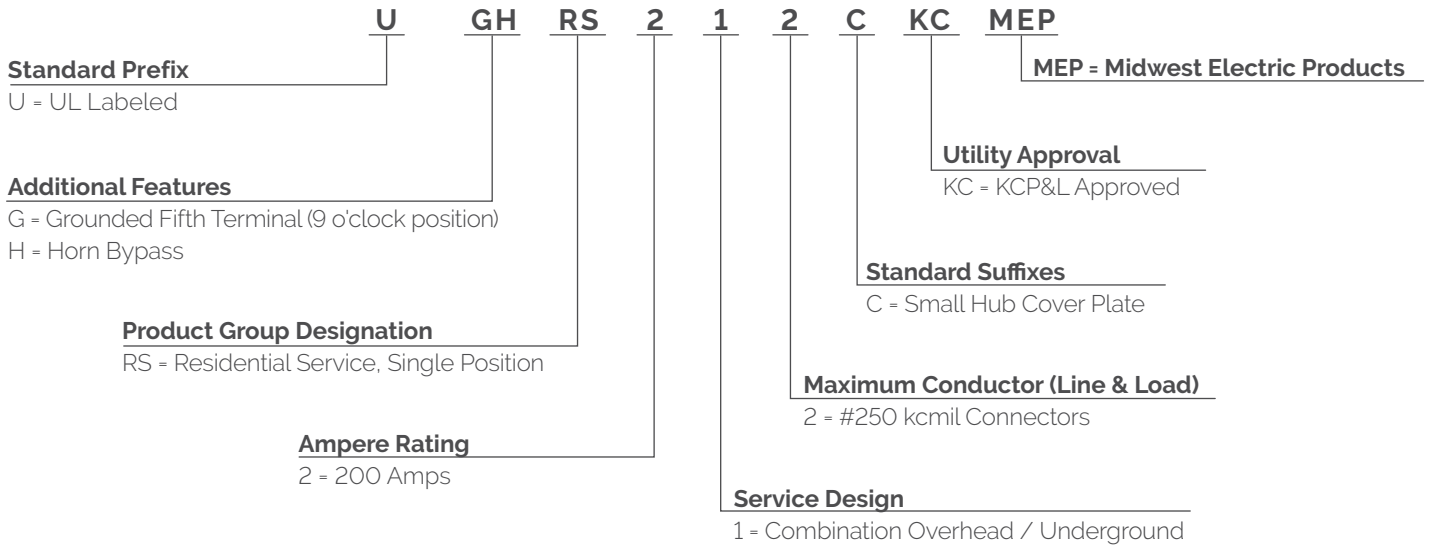 U GH RS 2 1 2 C KC MEP
Standard Prefix
U = UL Labeled
MEP = Midwest Electric Products
Utility Approval
KC = KCP&L Approved
Additional Features
G = Grounded Fifth Terminal (9 o'clock position)
H = Horn Bypass
Standard Suffixes
C = Small Hub Cover Plate
Product Group Designation
RS = Residential Service, Single Position
Maximum Conductor (Line & Load)
2 = #250 kcmil Connectors
Ampere Rating
2 = 200 Amps
Service Design
1 = Combination Overhead / Underground